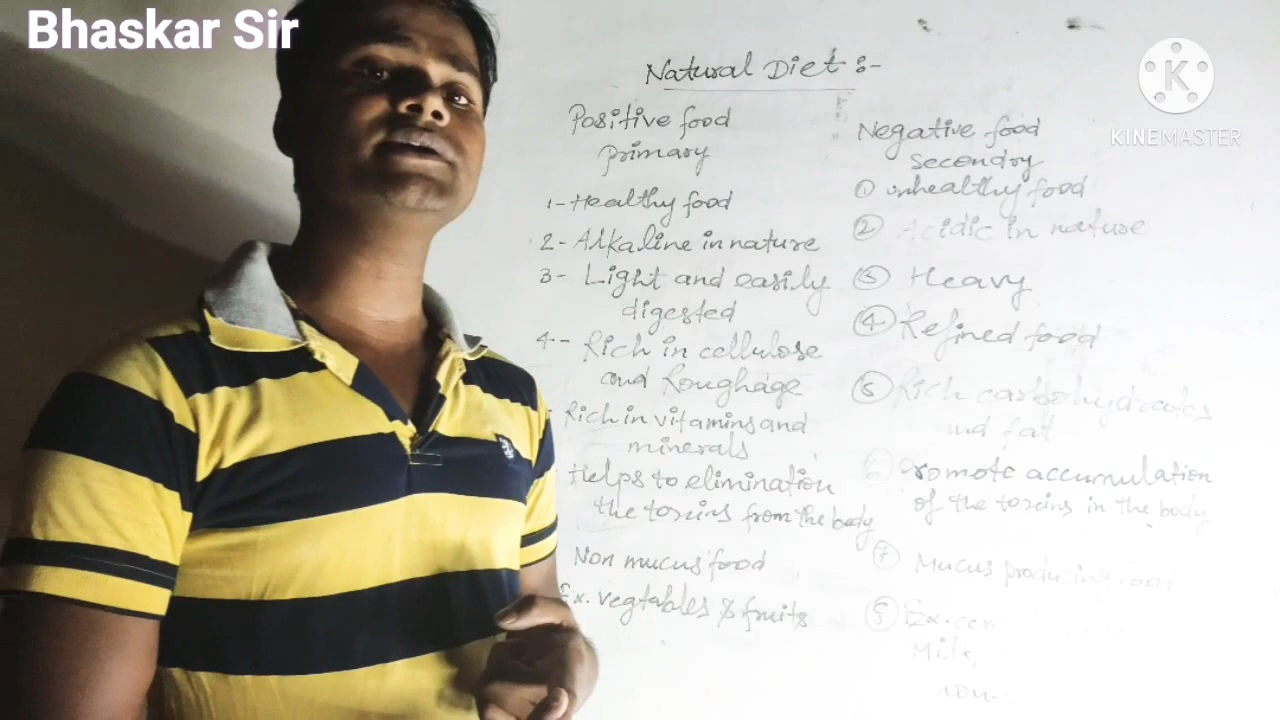 Bhaskar Sir
KINEMASTER
Natural Diet :-
Positive food
primary
1- Healthy food
2- Alkaline in nature
3- Light and easily
digested
4- Rich in cellulose
and Roughage
Rich in vitamins and
minerals
Helps to elimination
the toxins from the body
Non mucus food
Ex. vegtables & fruits
Negative food
secondry
① unhealthy food
② Acidic in nature
③ Heavy
④ Refined food
⑤ Rich carbohydrates
and fat
⑥ Promote accumulation
of the toxins in the body
⑦ Mucus producing food
⑧ Ex.
Milk,